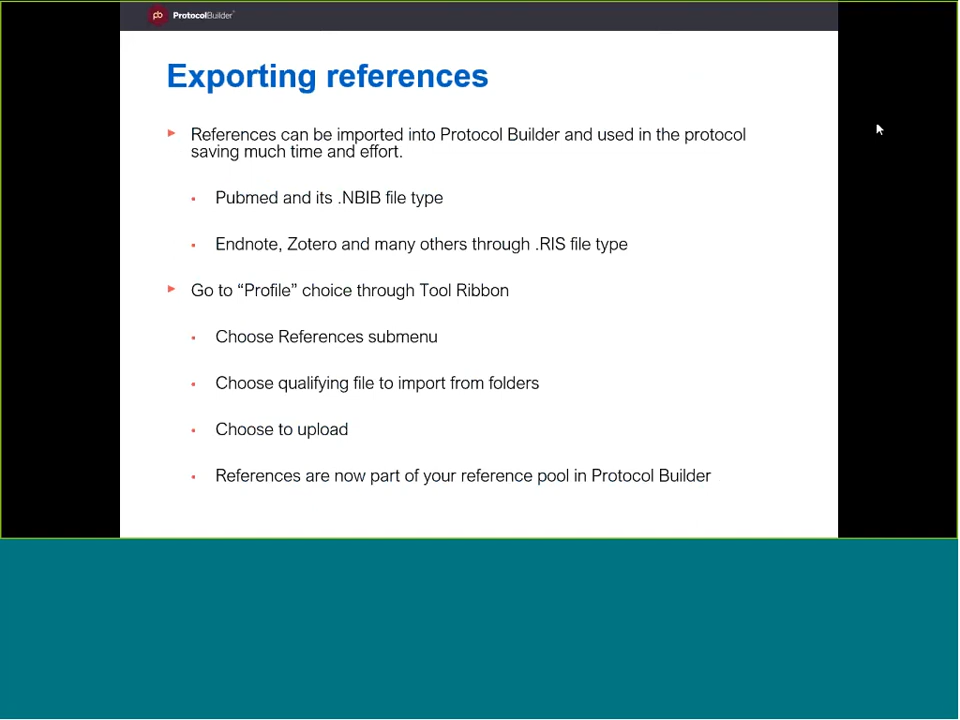 pb ProtocolBuilder
Exporting references
References can be imported into Protocol Builder and used in the protocol
saving much time and effort.
Pubmed and its .NBIB file type
Endnote, Zotero and many others through .RIS file type
Go to “Profile” choice through Tool Ribbon
Choose References submenu
Choose qualifying file to import from folders
Choose to upload
References are now part of your reference pool in Protocol Builder